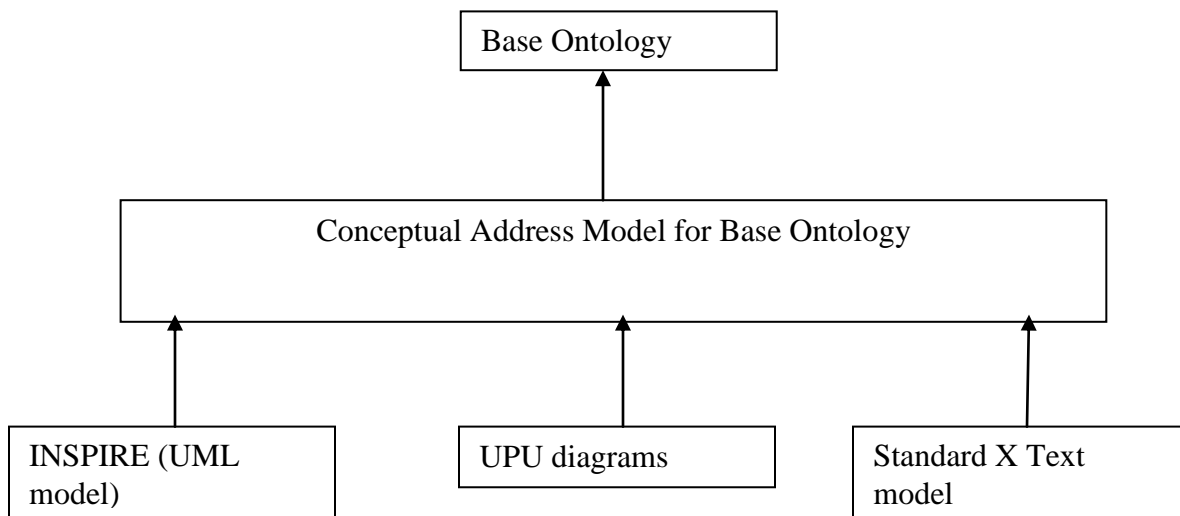 Base Ontology
Conceptual Address Model for Base Ontology
INSPIRE (UML
model)
UPU diagrams
Standard X Text
model